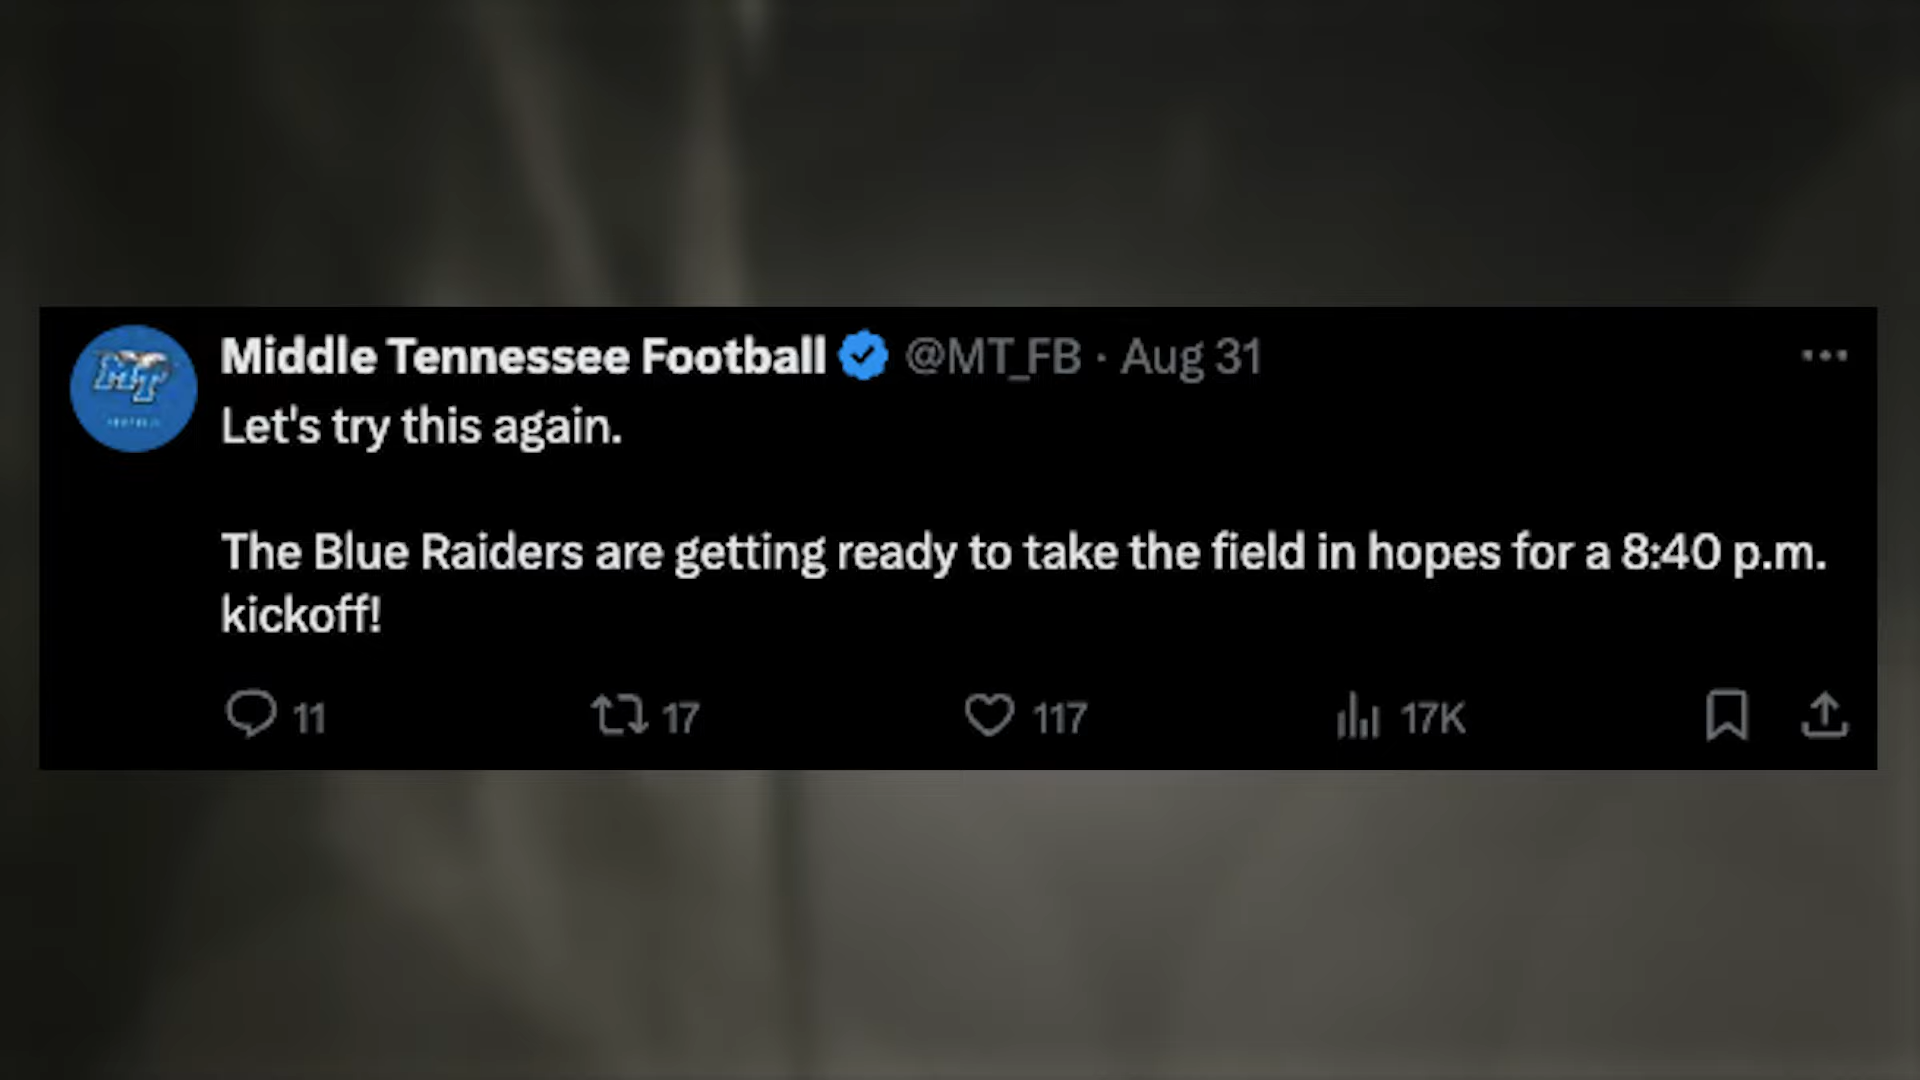 MT
Middle Tennessee Football @MT_FB · Aug 31
Let's try this again.
The Blue Raiders are getting ready to take the field in hopes for a 8:40 p.m.
kickoff!
11 17 117 17K